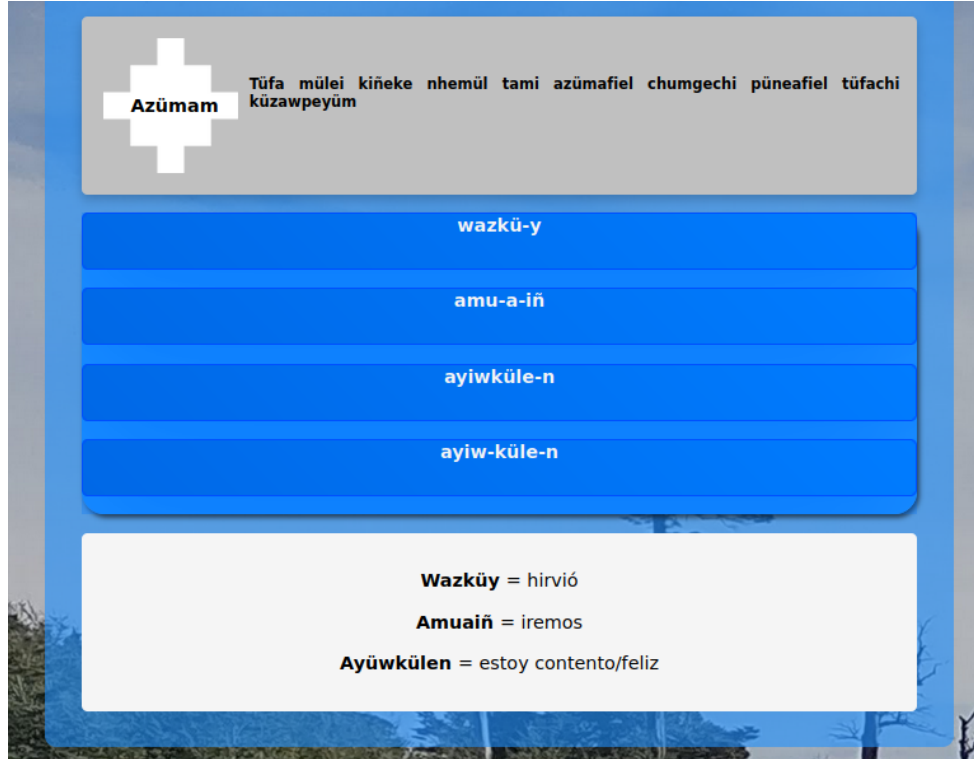 Azümam
Tüfa mülei kiñeke nhemül tami azümafiel chumgechi püneafiel tüfachi
küzawpeyüm
wazkü-y
amu-a-iñ
ayiwküle-n
ayiw-küle-n
Wazküy = hirvió
Amuaiñ = iremos
Ayüwkülen = estoy contento/feliz